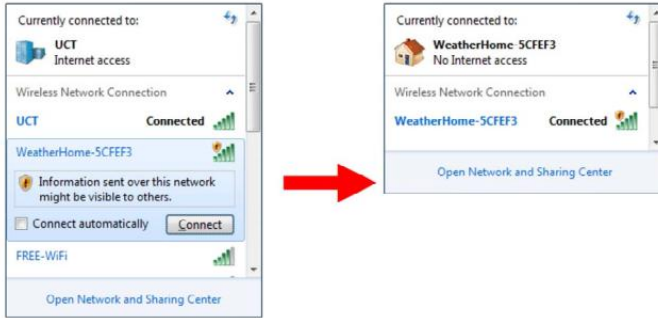 Currently connected to:
UCT
Internet access
Wireless Network Connection
UCT Connected
WeatherHome-5CFEF3
Information sent over this network
might be visible to others.
Connect automatically Connect
FREE-WiFi
Open Network and Sharing Center
Currently connected to:
WeatherHome-5CFEF3
No Internet access
Wireless Network Connection
WeatherHome-5CFEF3 Connected
Open Network and Sharing Center